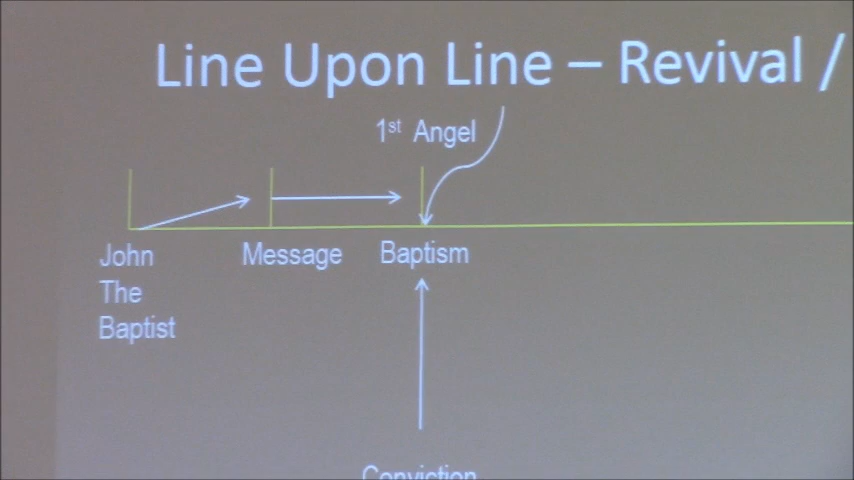 Line Upon Line – Revival /
1st Angel
John
The
Baptist
Message
Baptism
Conviction